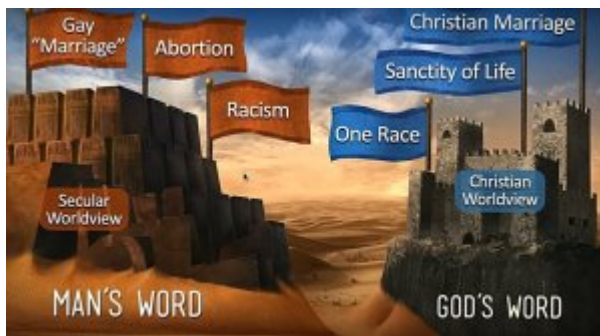 Gay
"Marriage"
Abortion
Racism
Secular
Worldview
MAN'S WORD
Christian Marriage
Sanctity of Life
One Race
Christian
Worldview
GOD'S WORD